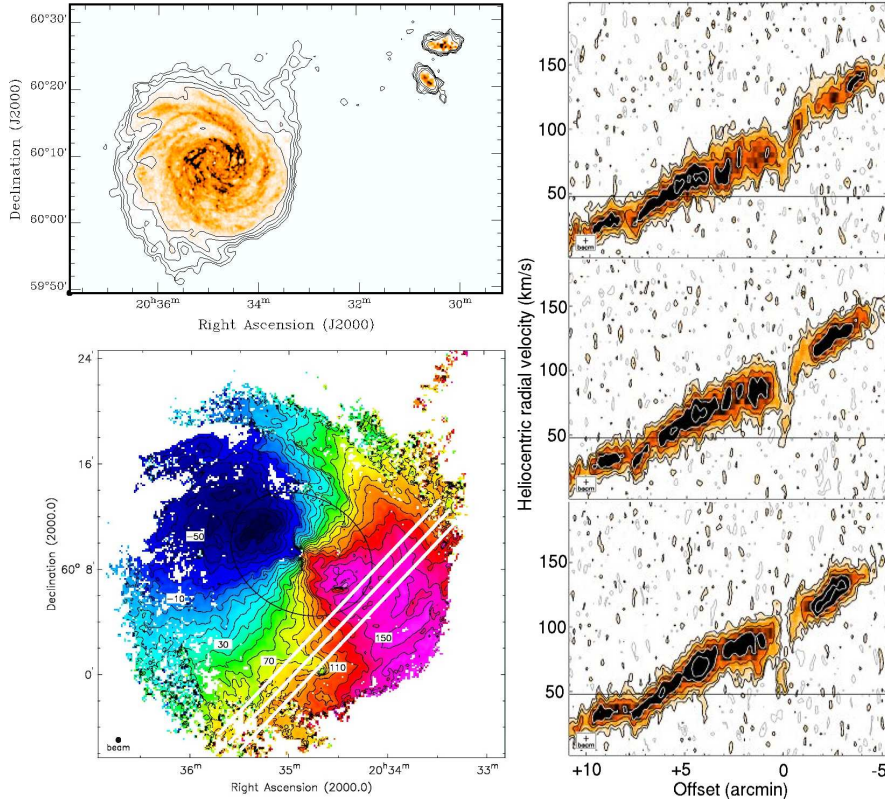 60°30'
60°20'
60°10'
60°00'
59°50'
Declination (J2000)
20ʰ36ᵐ 34ᵐ 32ᵐ 30ᵐ
Right Ascension (J2000)
24'
16'
60° 8'
0'
Declination (2000.0)
-50
-10
30
70
110
150
beam
36ᵐ 35ᵐ 20ʰ34ᵐ 33ᵐ
Right Ascension (2000.0)
Heliocentric radial velocity (km/s)
150
100
50
beam
150
100
50
beam
150
100
50
beam
+10 +5 0 -5
Offset (arcmin)